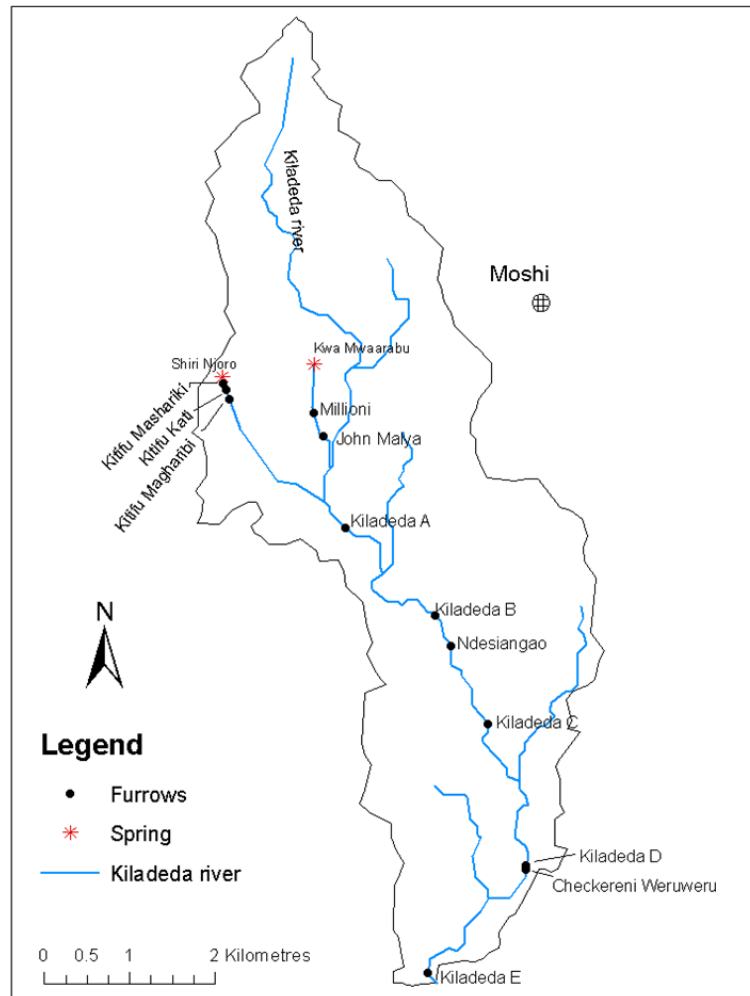 Kiladeda river
Moshi
Kwa Mwaarabu
Shiri Njoro
Kitifu Mashariki
Kitifu Kati
Kitifu Magharibi
Millioni
John Malya
Kiladeda A
Kiladeda B
Ndesiangao
Kiladeda C
N
Legend
Furrows
Spring
Kiladeda river
Kiladeda D
Checkereni Weruweru
Kiladeda E
0 0.5 1 2 Kilometres